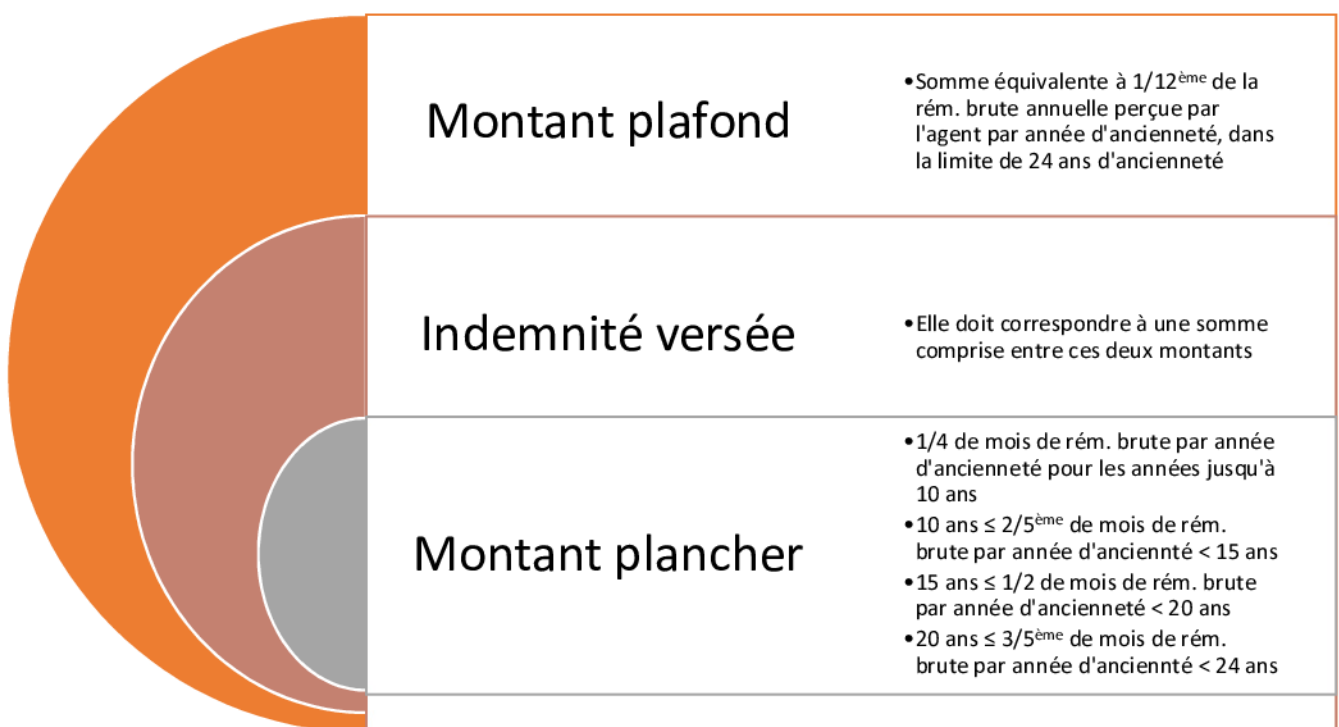 Montant plafond
•Somme équivalente à 1/12ème de la
rém. brute annuelle perçue par
l'agent par année d'ancienneté, dans
la limite de 24 ans d'ancienneté
Indemnité versée
•Elle doit correspondre à une somme
comprise entre ces deux montants
Montant plancher
•1/4 de mois de rém. brute par année
d'ancienneté pour les années jusqu'à
10 ans
•10 ans ≤ 2/5ème de mois de rém.
brute par année d'anciennté < 15 ans
•15 ans ≤ 1/2 de mois de rém. brute
par année d'ancienneté < 20 ans
•20 ans ≤ 3/5ème de mois de rém.
brute par année d'anciennté < 24 ans